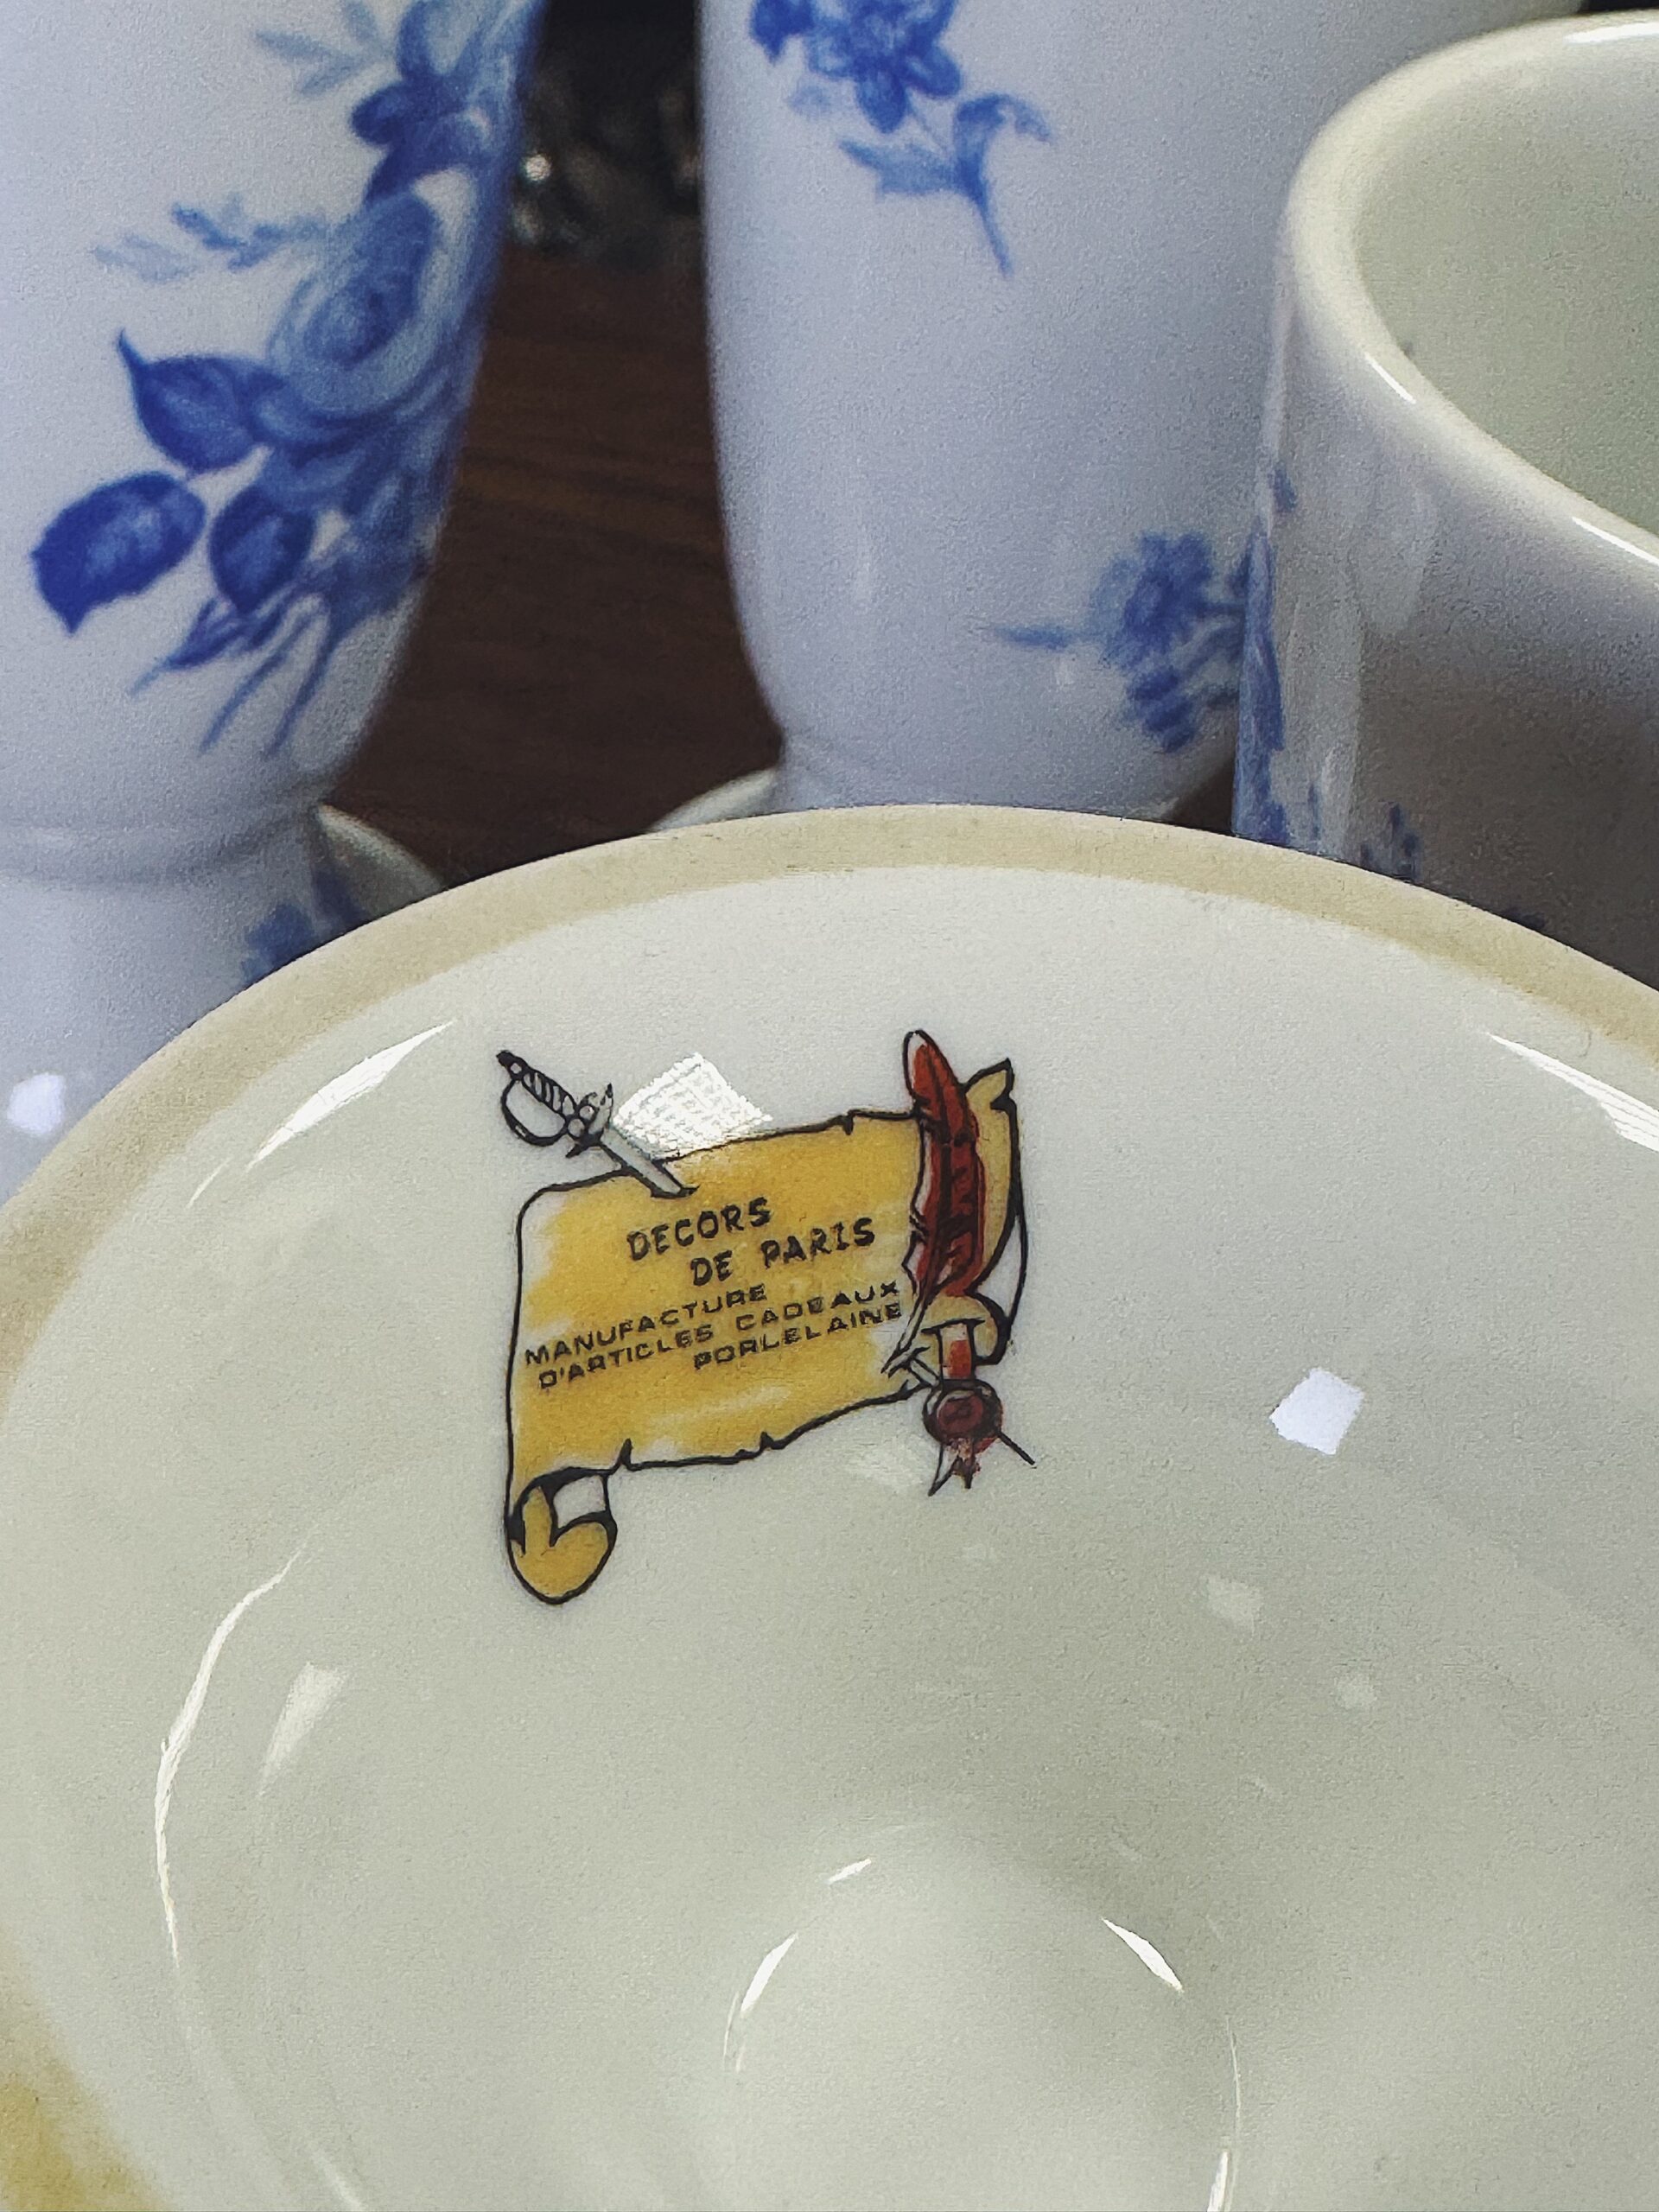 DECORS
DE PARIS
MANUFACTURE
D'ARTICLES CADEAUX
PORLELAINE